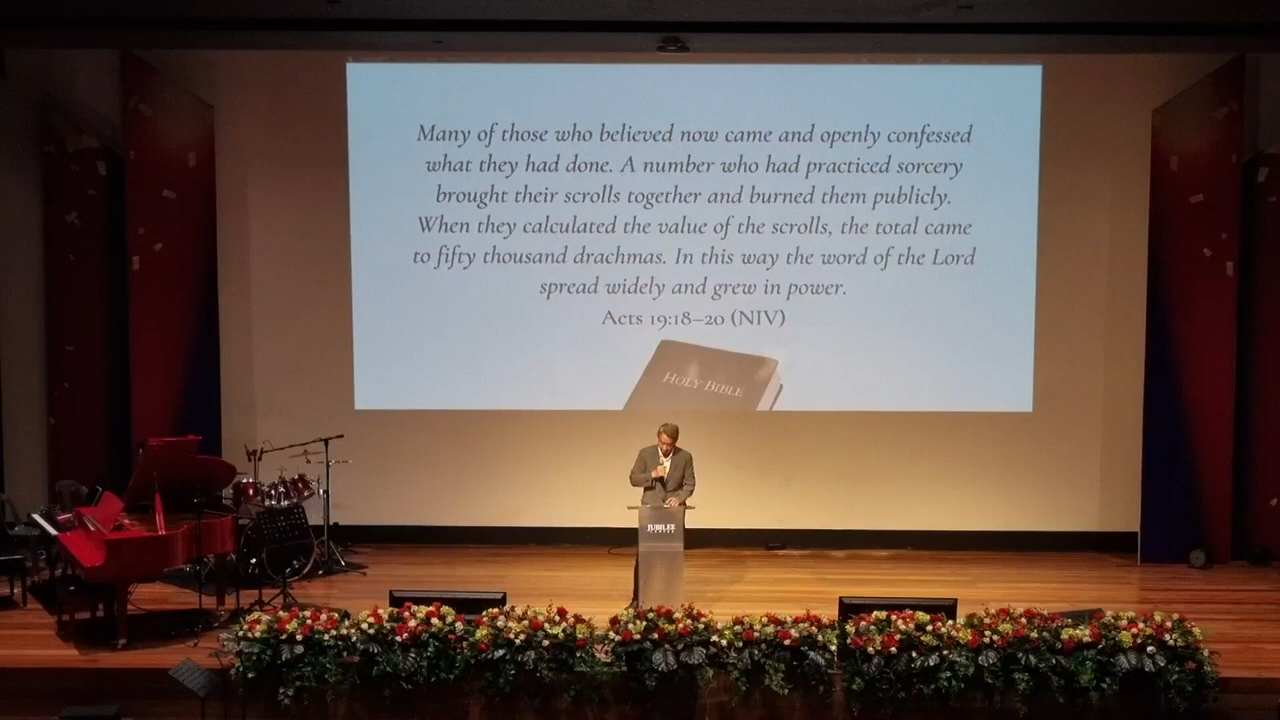 Many of those who believed now came and openly confessed
what they had done. A number who had practiced sorcery
brought their scrolls together and burned them publicly.
When they calculated the value of the scrolls, the total came
to fifty thousand drachmas. In this way the word of the Lord
spread widely and grew in power.
Acts 19:18–20 (NIV)
HOLY BIBLE
JUBILEE
CENTRE